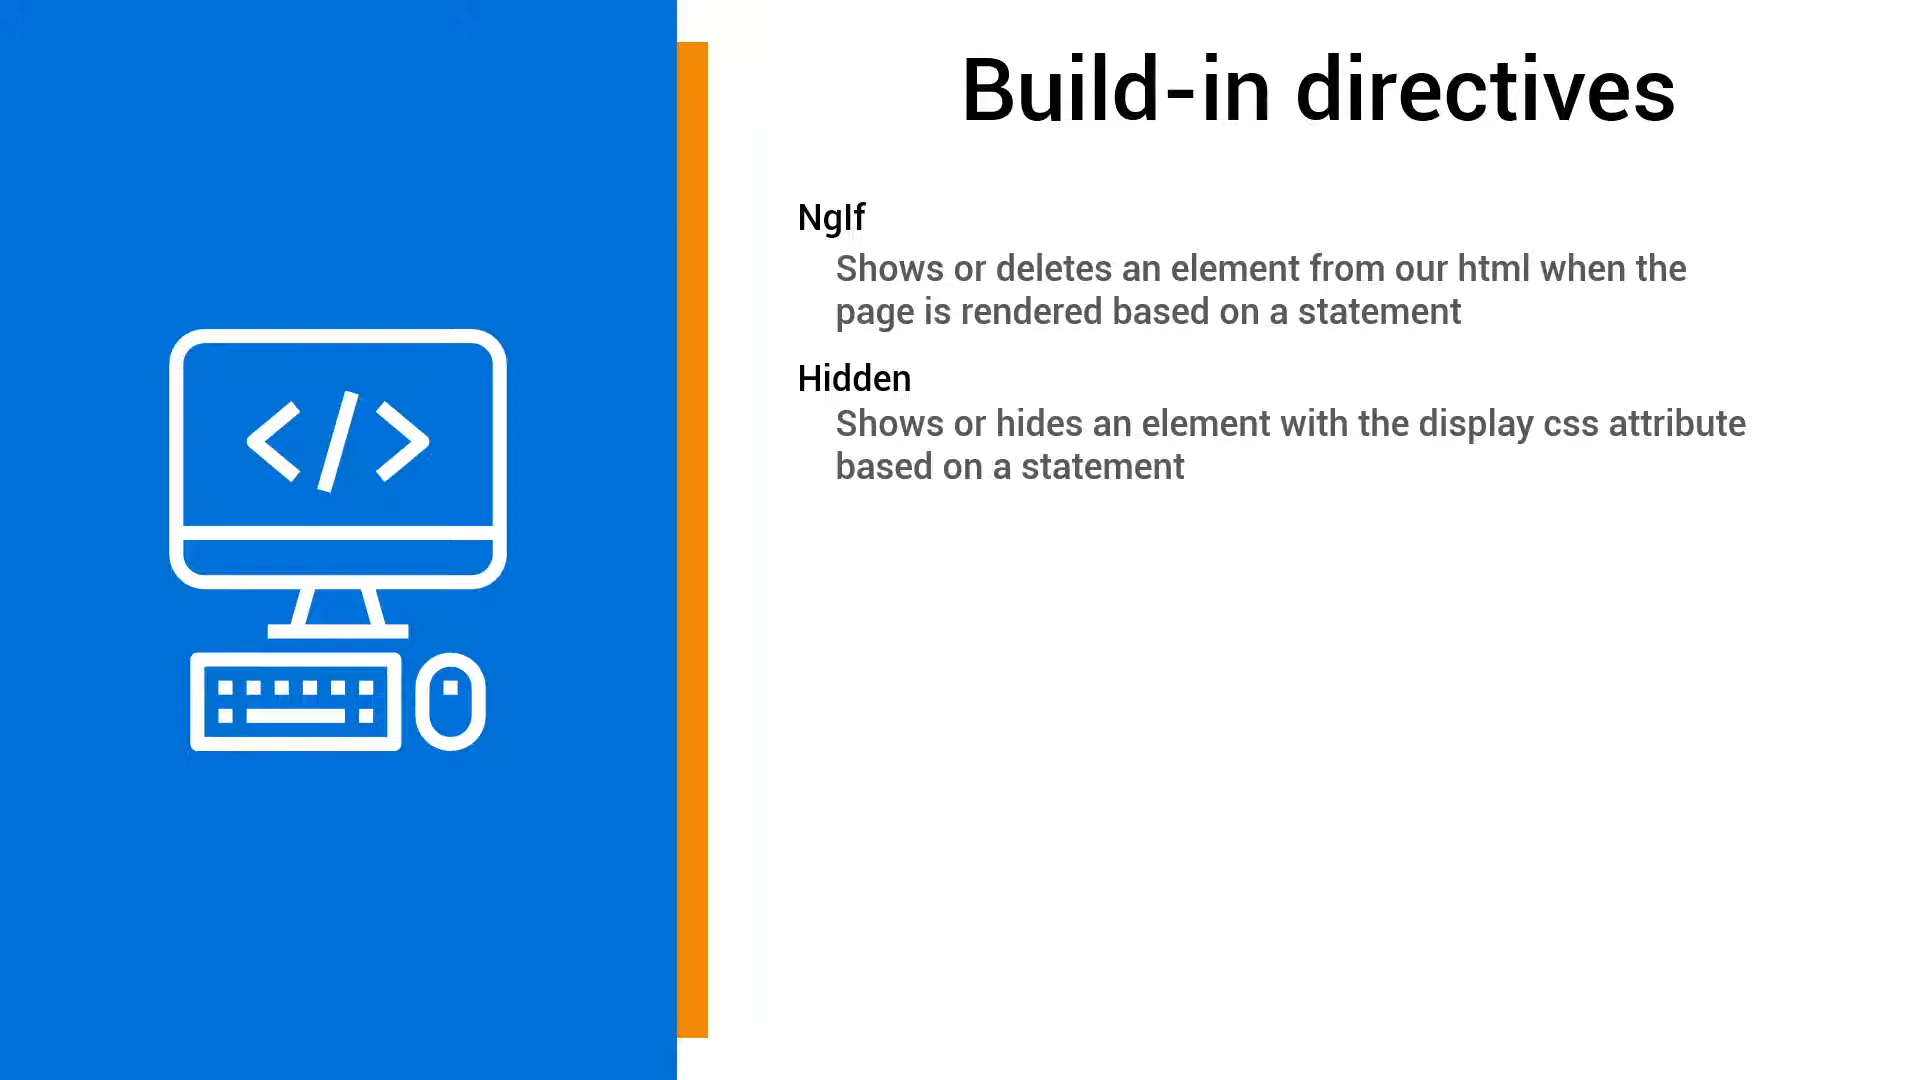 Build-in directives
NgIf
Shows or deletes an element from our html when the
page is rendered based on a statement
Hidden
Shows or hides an element with the display css attribute
based on a statement